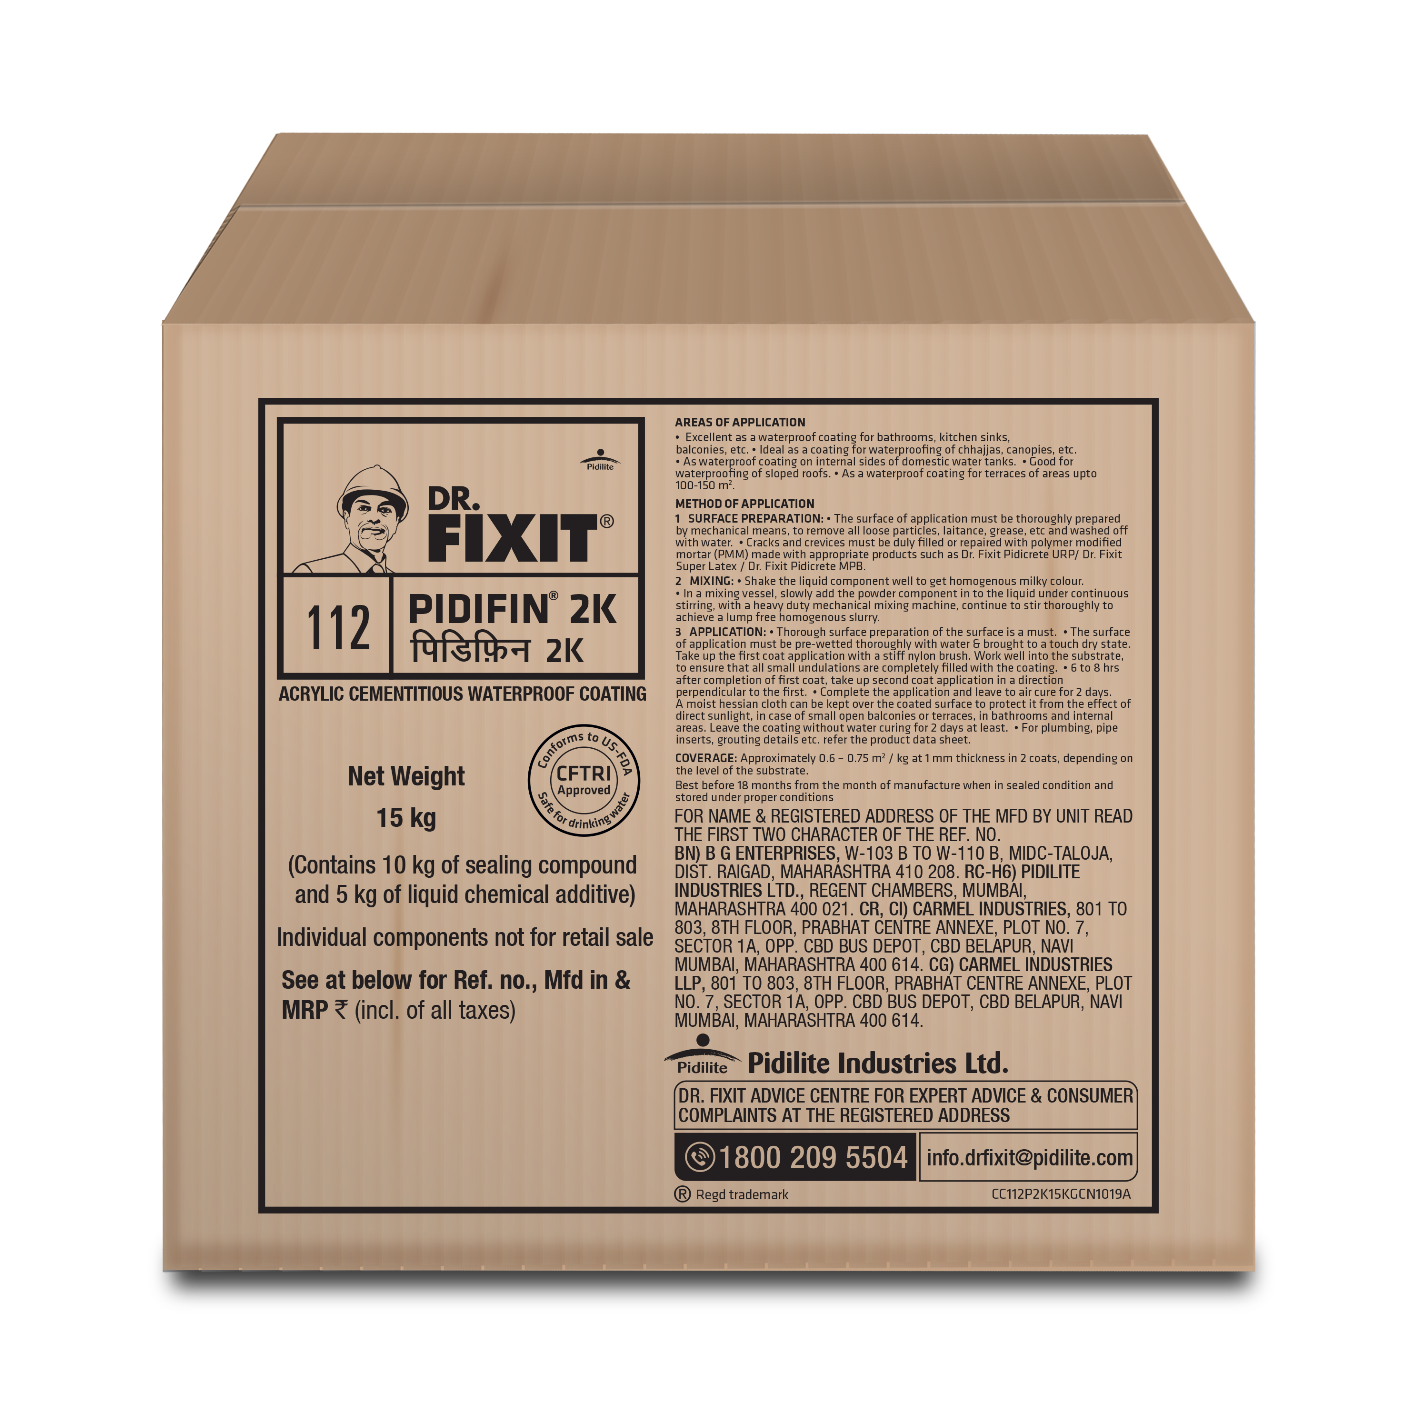 Pidilite
DR.
FIXIT®
112
PIDIFIN® 2K
पिडिफ़िन 2K
ACRYLIC CEMENTITIOUS WATERPROOF COATING
Net Weight
15 kg
Conforms to US-FDA
CFTRI
Approved
Safe for drinking water
(Contains 10 kg of sealing compound
and 5 kg of liquid chemical additive)
Individual components not for retail sale
See at below for Ref. no., Mfd in &
MRP ₹ (incl. of all taxes)
AREAS OF APPLICATION
• Excellent as a waterproof coating for bathrooms, kitchen sinks,
balconies, etc. • Ideal as a coating for waterproofing of chhajjas, canopies, etc.
• As waterproof coating on internal sides of domestic water tanks. • Good for
waterproofing of sloped roofs. • As a waterproof coating for terraces of areas upto
100-150 m².
METHOD OF APPLICATION
1 SURFACE PREPARATION: • The surface of application must be thoroughly prepared
by mechanical means, to remove all loose particles, laitance, grease, etc and washed off
with water. • Cracks and crevices must be duly filled or repaired with polymer modified
mortar (PMM) made with appropriate products such as Dr. Fixit Pidicrete URP/ Dr. Fixit
Super Latex / Dr. Fixit Pidicrete MPB.
2 MIXING: • Shake the liquid component well to get homogenous milky colour.
• In a mixing vessel, slowly add the powder component in to the liquid under continuous
stirring, with a heavy duty mechanical mixing machine, continue to stir thoroughly to
achieve a lump free homogenous slurry.
3 APPLICATION: • Thorough surface preparation of the surface is a must. • The surface
of application must be pre-wetted thoroughly with water & brought to a touch dry state.
Take up the first coat application with a stiff nylon brush. Work well into the substrate,
to ensure that all small undulations are completely filled with the coating. • 6 to 8 hrs
after completion of first coat, take up second coat application in a direction
perpendicular to the first. • Complete the application and leave to air cure for 2 days.
A moist hessian cloth can be kept over the coated surface to protect it from the effect of
direct sunlight, in case of small open balconies or terraces, in bathrooms and internal
areas. Leave the coating without water curing for 2 days at least. • For plumbing, pipe
inserts, grouting details etc. refer the product data sheet.
COVERAGE: Approximately 0.6 – 0.75 m² / kg at 1 mm thickness in 2 coats, depending on
the level of the substrate.
Best before 18 months from the month of manufacture when in sealed condition and
stored under proper conditions
FOR NAME & REGISTERED ADDRESS OF THE MFD BY UNIT READ
THE FIRST TWO CHARACTER OF THE REF. NO.
BN) B G ENTERPRISES, W-103 B TO W-110 B, MIDC-TALOJA,
DIST. RAIGAD, MAHARASHTRA 410 208. RC-H6) PIDILITE
INDUSTRIES LTD., REGENT CHAMBERS, MUMBAI,
MAHARASHTRA 400 021. CR, CI) CARMEL INDUSTRIES, 801 TO
803, 8TH FLOOR, PRABHAT CENTRE ANNEXE, PLOT NO. 7,
SECTOR 1A, OPP. CBD BUS DEPOT, CBD BELAPUR, NAVI
MUMBAI, MAHARASHTRA 400 614. CG) CARMEL INDUSTRIES
LLP, 801 TO 803, 8TH FLOOR, PRABHAT CENTRE ANNEXE, PLOT
NO. 7, SECTOR 1A, OPP. CBD BUS DEPOT, CBD BELAPUR, NAVI
MUMBAI, MAHARASHTRA 400 614.
Pidilite Pidilite Industries Ltd.
DR. FIXIT ADVICE CENTRE FOR EXPERT ADVICE & CONSUMER
COMPLAINTS AT THE REGISTERED ADDRESS
1800 209 5504 info.drfixit@pidilite.com
® Regd trademark CC112P2K15KGCN1019A